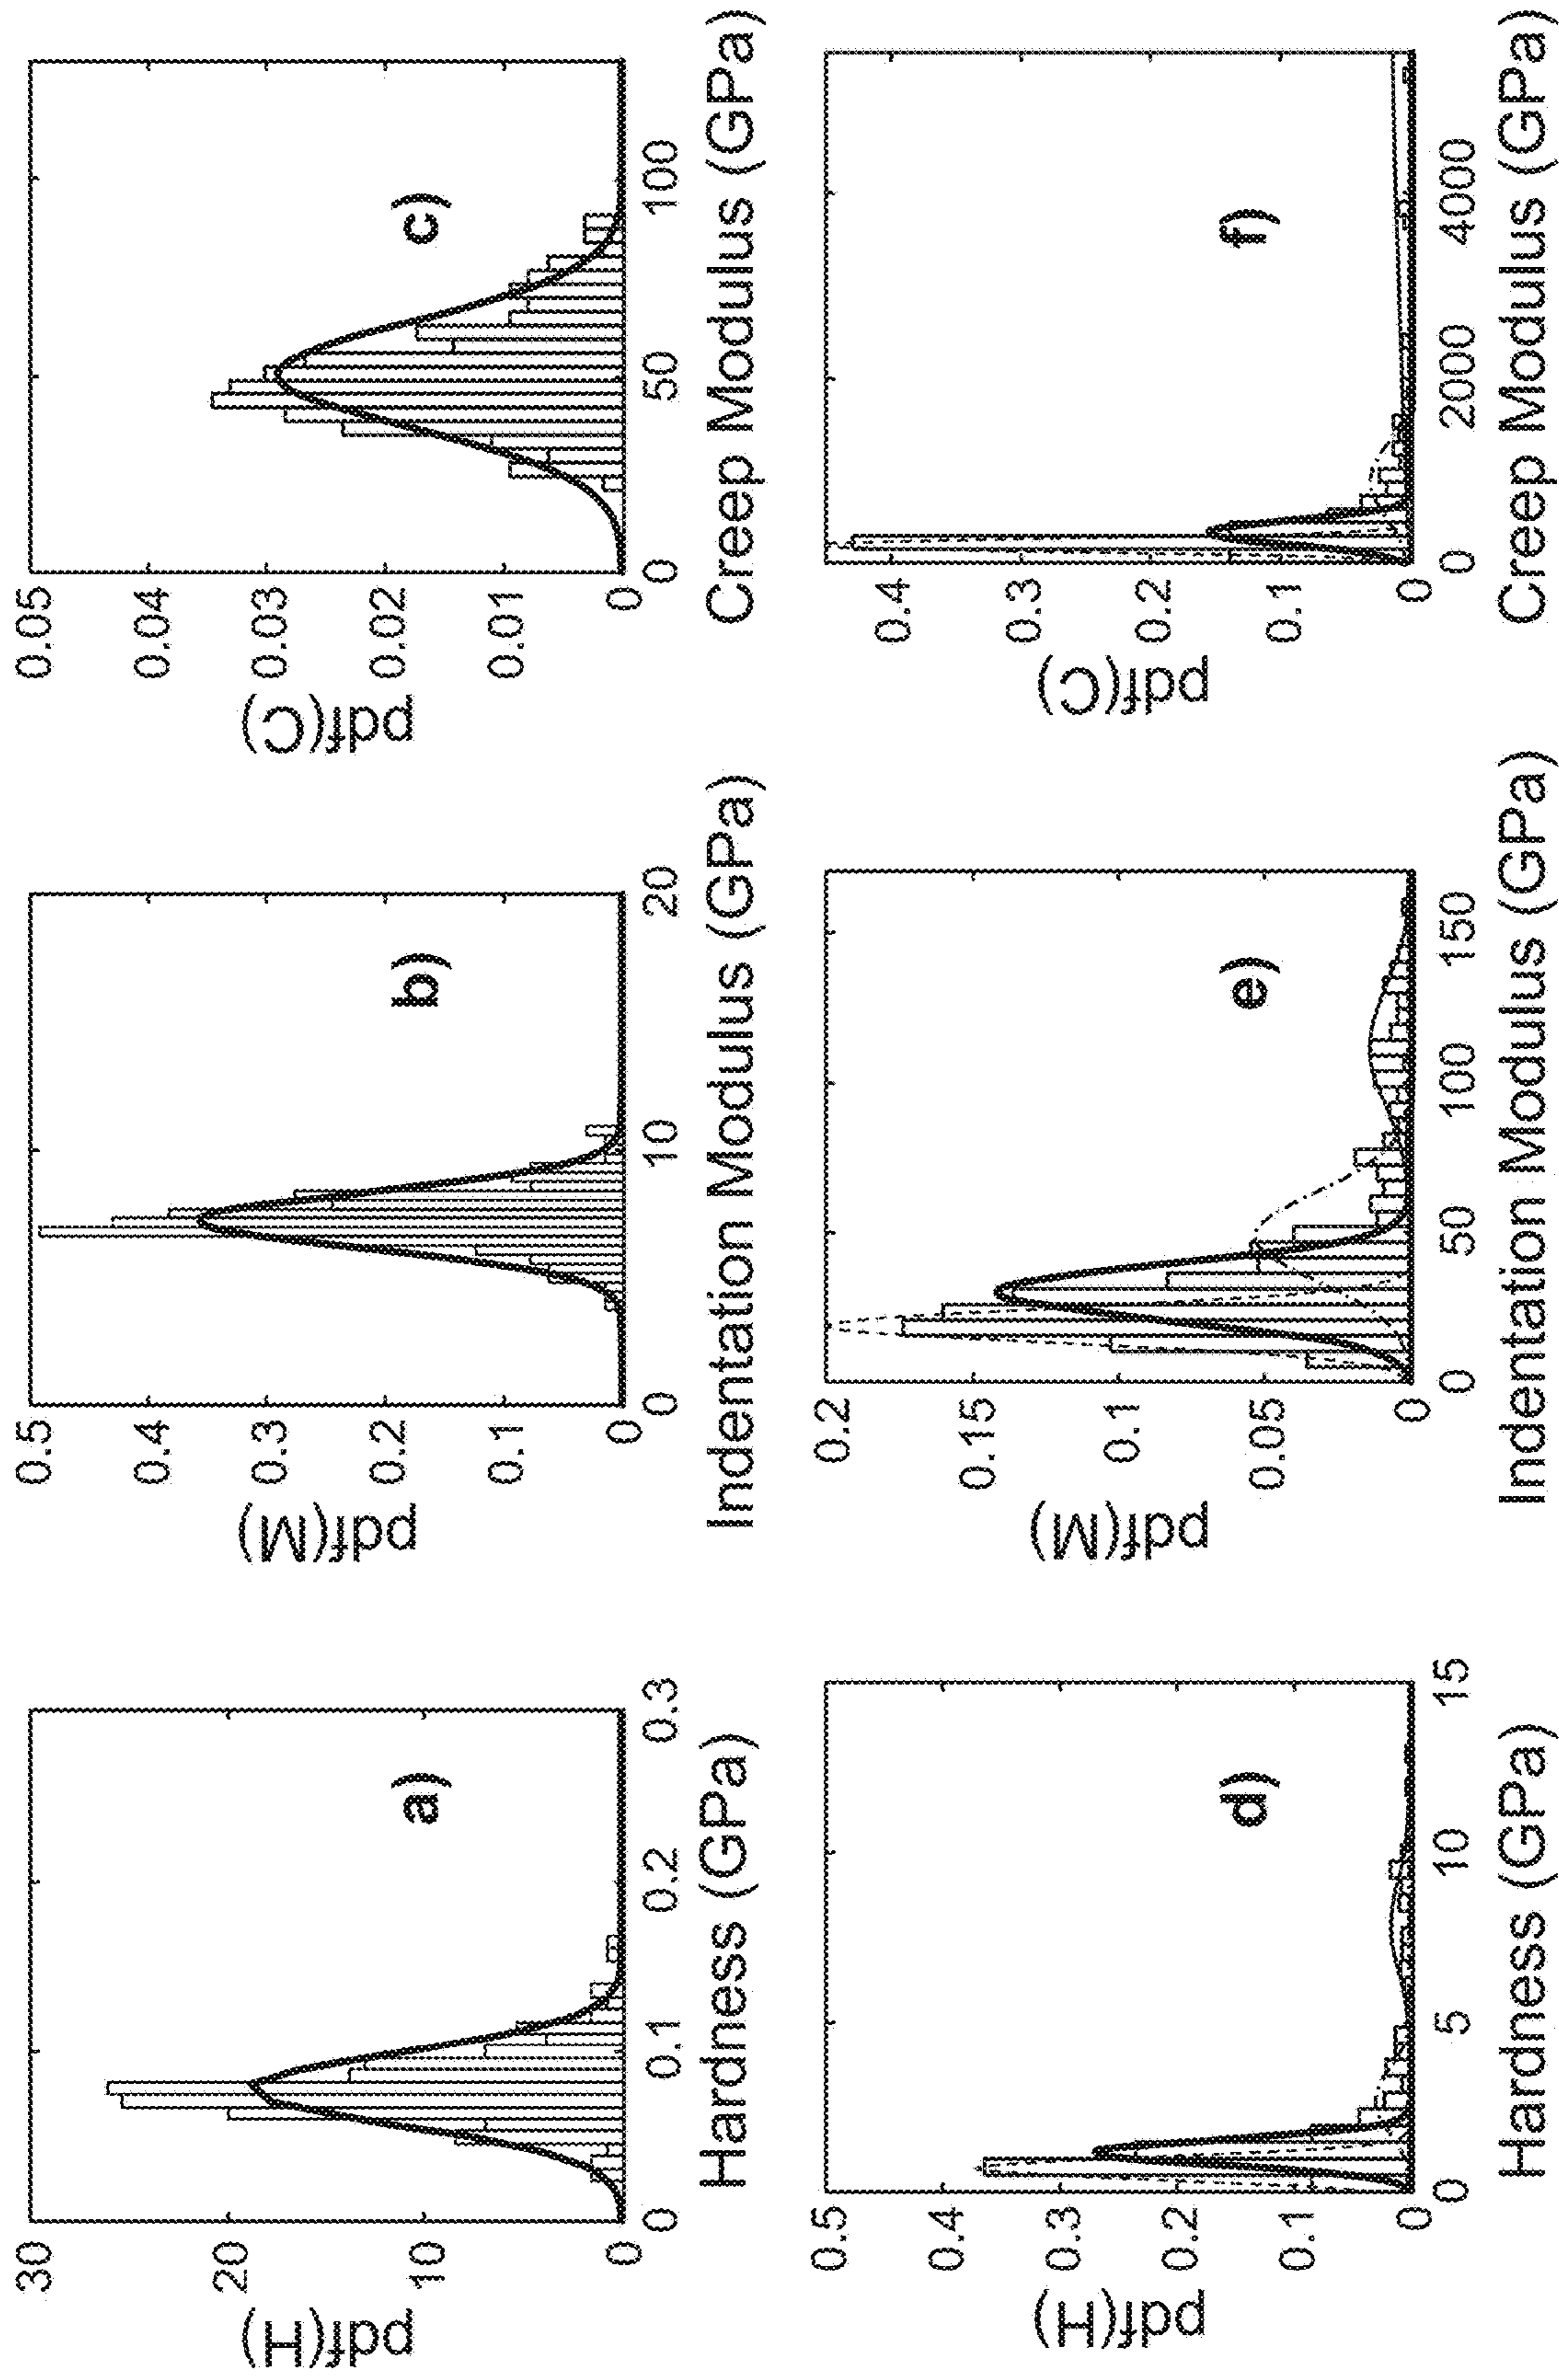 a)
pdf(H)
30
20
10
0
0
0.1
0.2
0.3
Hardness (GPa)
b)
pdf(M)
0.5
0.4
0.3
0.2
0.1
0
0
10
20
Indentation Modulus (GPa)
c)
pdf(C)
0.05
0.04
0.03
0.02
0.01
0
0
50
100
Creep Modulus (GPa)
d)
pdf(H)
0.5
0.4
0.3
0.2
0.1
0
0
5
10
15
Hardness (GPa)
e)
pdf(M)
0.2
0.15
0.1
0.05
0
0
50
100
150
Indentation Modulus (GPa)
f)
pdf(C)
0.4
0.3
0.2
0.1
0
0
2000
4000
Creep Modulus (GPa)